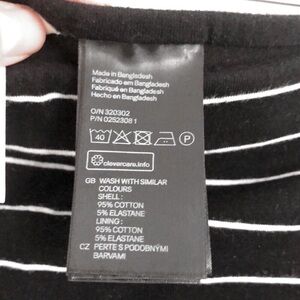 Made in Bangladesh
Fabricado em Bangladesh
Fabriqué en Bangladesh
Hecho en Bangladesh
O/N 320302
P/N 02523081
40 P
clevercare.info
GB WASH WITH SIMILAR
COLOURS
SHELL :
95% COTTON
5% ELASTANE
LINING :
95% COTTON
5% ELASTANE
CZ PERTE S PODOBNÝMI
BARVAMI